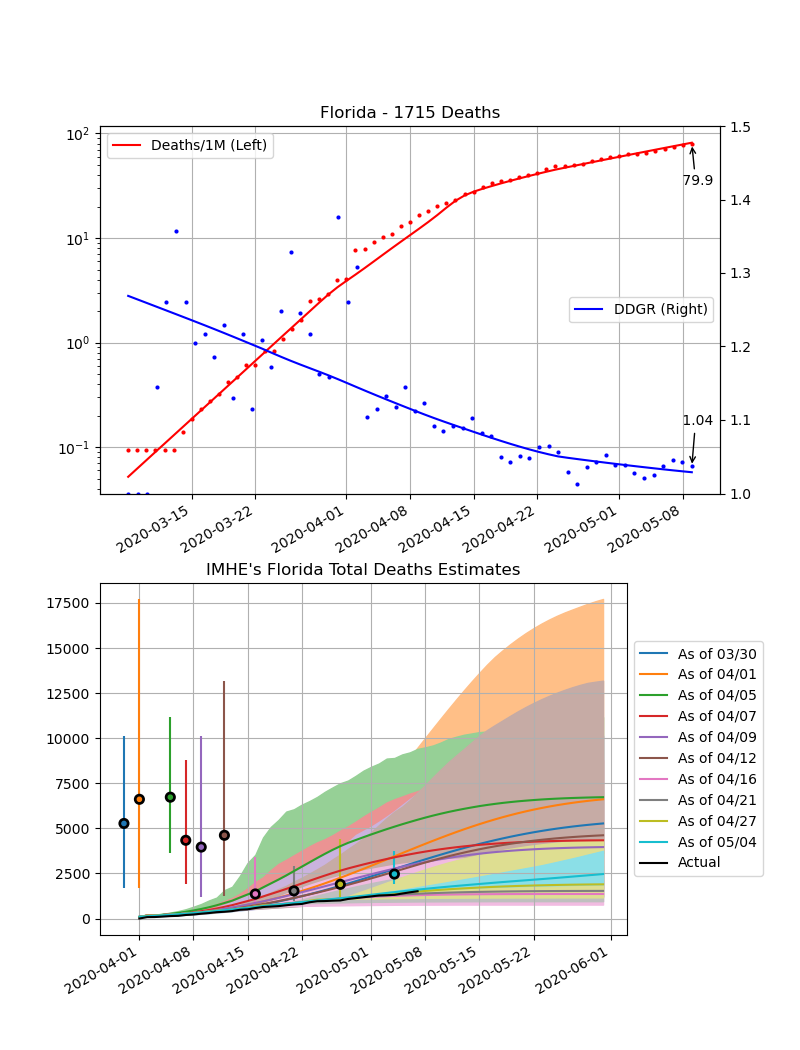 Florida - 1715 Deaths
10²
10¹
10⁰
10⁻¹
Deaths/1M (Left)
DDGR (Right)
79.9
1.04
1.5
1.4
1.3
1.2
1.1
1.0
2020-03-15
2020-03-22
2020-04-01
2020-04-08
2020-04-15
2020-04-22
2020-05-01
2020-05-08
IMHE's Florida Total Deaths Estimates
17500
15000
12500
10000
7500
5000
2500
0
2020-04-01
2020-04-08
2020-04-15
2020-04-22
2020-05-01
2020-05-08
2020-05-15
2020-05-22
2020-06-01
As of 03/30
As of 04/01
As of 04/05
As of 04/07
As of 04/09
As of 04/12
As of 04/16
As of 04/21
As of 04/27
As of 05/04
Actual